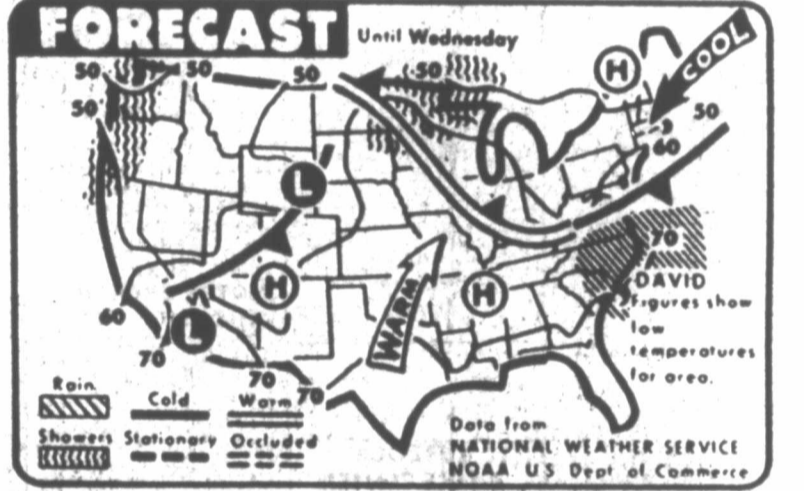 FORECAST
Until Wednesday
50
50
50
50
50
COOL
H
50
60
L
H
H
70
DAVID
WARM
60
L
70
70
70
Figures show
low
temperatures
for area.
Rain
Cold
Warm
Showers
Stationary
Occluded
Data from
NATIONAL WEATHER SERVICE
NOAA U S Dept of Commerce